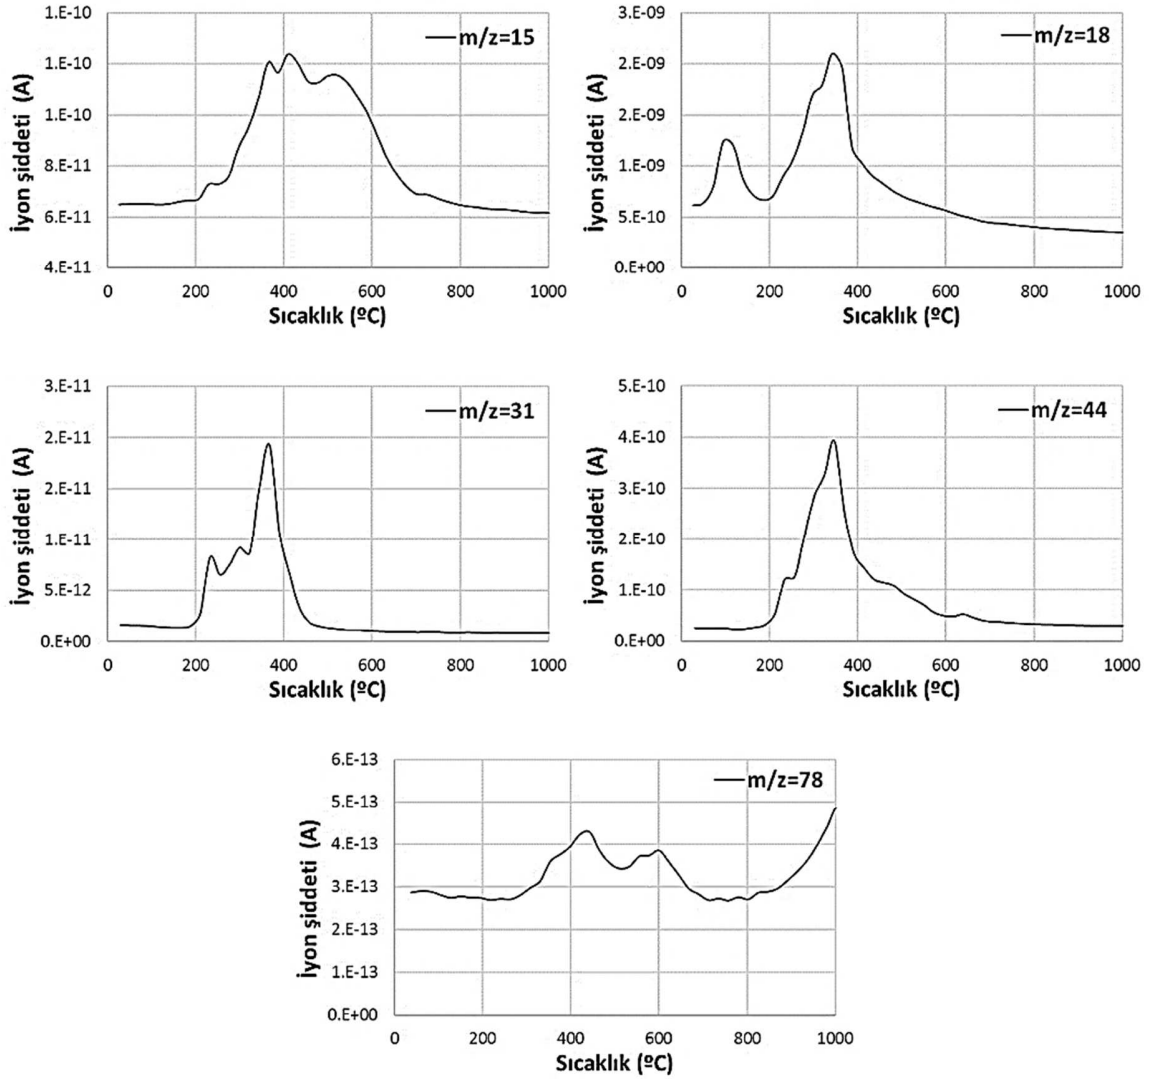 1.E-10
1.E-10
1.E-10
8.E-11
6.E-11
4.E-11
İyon şiddeti (A)
m/z=15
0 200 400 600 800 1000
Sıcaklık (ºC)
3.E-09
2.E-09
2.E-09
1.E-09
5.E-10
0.E+00
İyon şiddeti (A)
m/z=18
0 200 400 600 800 1000
Sıcaklık (ºC)
3.E-11
2.E-11
2.E-11
1.E-11
5.E-12
0.E+00
İyon şiddeti (A)
m/z=31
0 200 400 600 800 1000
Sıcaklık (ºC)
5.E-10
4.E-10
3.E-10
2.E-10
1.E-10
0.E+00
İyon şiddeti (A)
m/z=44
0 200 400 600 800 1000
Sıcaklık (ºC)
6.E-13
5.E-13
4.E-13
3.E-13
2.E-13
1.E-13
0.E+00
İyon şiddeti (A)
m/z=78
0 200 400 600 800 1000
Sıcaklık (ºC)